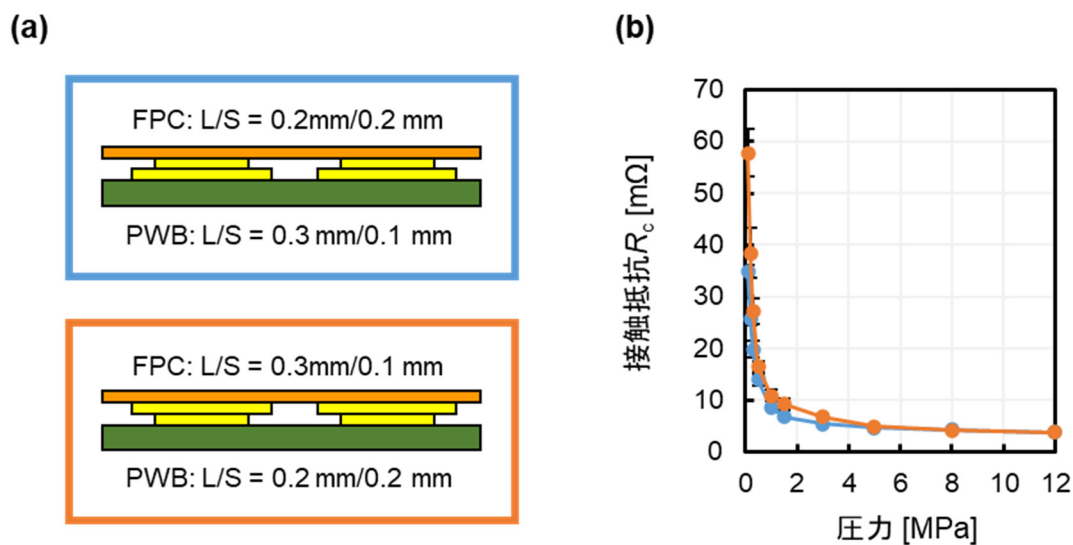 (a)
FPC: L/S = 0.2mm/0.2 mm
PWB: L/S = 0.3 mm/0.1 mm
FPC: L/S = 0.3mm/0.1 mm
PWB: L/S = 0.2 mm/0.2 mm
(b)
接触抵抗Rc [mΩ]
70
60
50
40
30
20
10
0
0 2 4 6 8 10 12
圧力 [MPa]